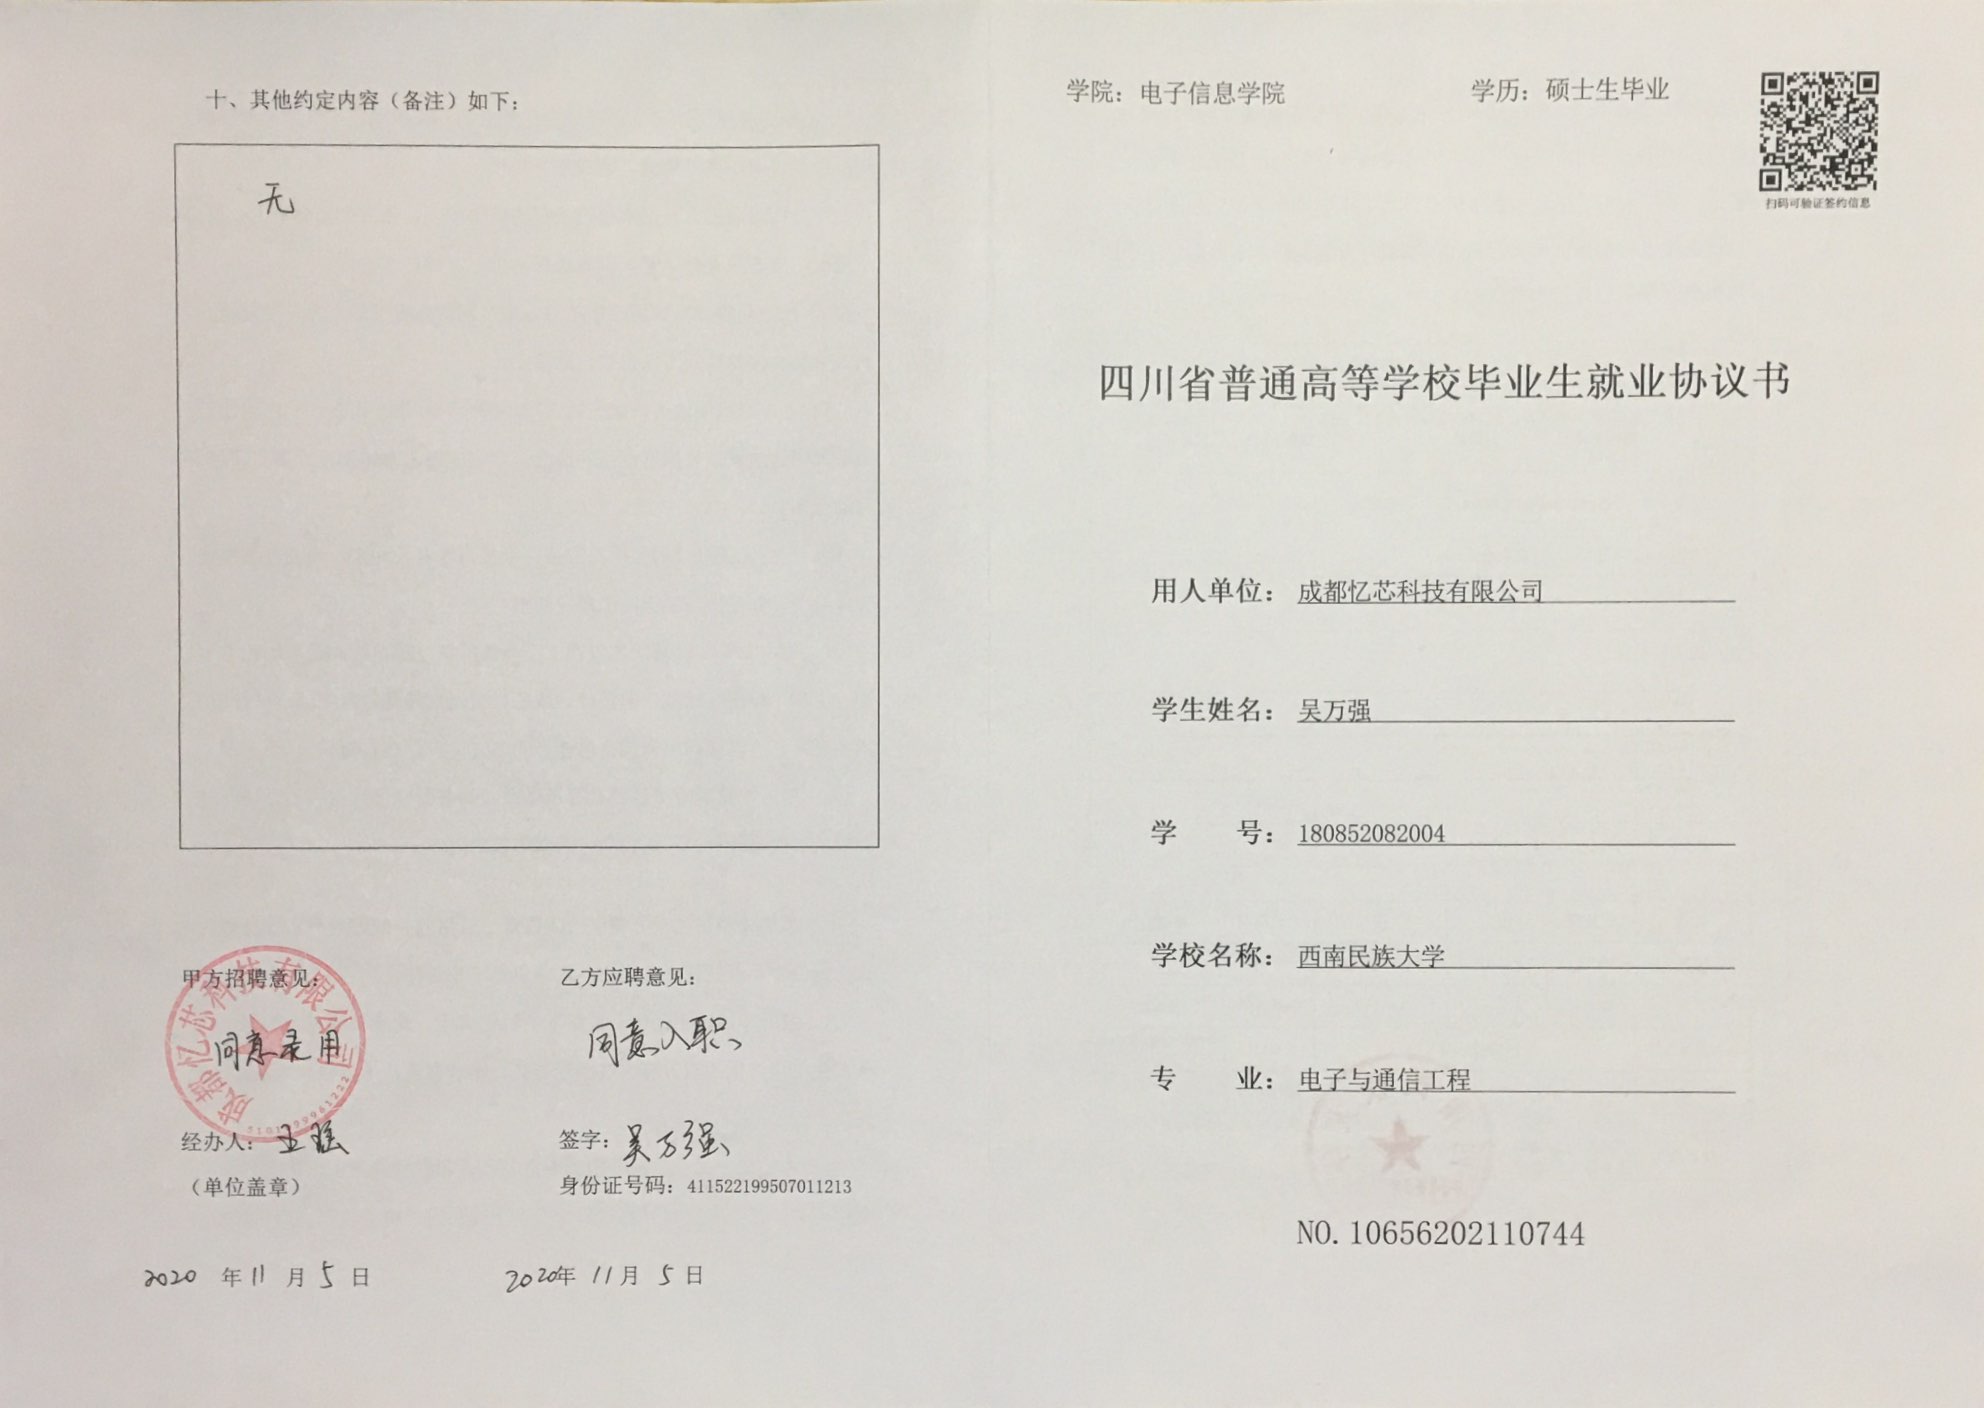 十、其他约定内容（备注）如下：
无
甲方招聘意见：
同意录用
成都忆芯科技有限公司
经办人：王瑶
（单位盖章）
2020 年 11 月 5 日
乙方应聘意见：
同意入职
签字：吴万强
身份证号码：411522199507011213
2020年 11月 5 日
学院：电子信息学院 学历：硕士生毕业
扫码可验证签约信息
四川省普通高等学校毕业生就业协议书
用人单位：成都忆芯科技有限公司
学生姓名：吴万强
学 号：180852082004
学校名称：西南民族大学
专 业：电子与通信工程
NO.10656202110744